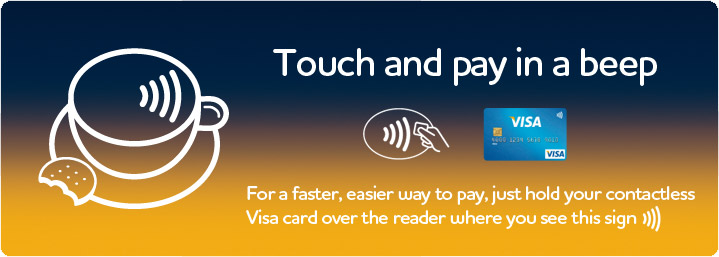 Touch and pay in a beep
VISA
VISA
For a faster, easier way to pay, just hold your contactless
Visa card over the reader where you see this sign